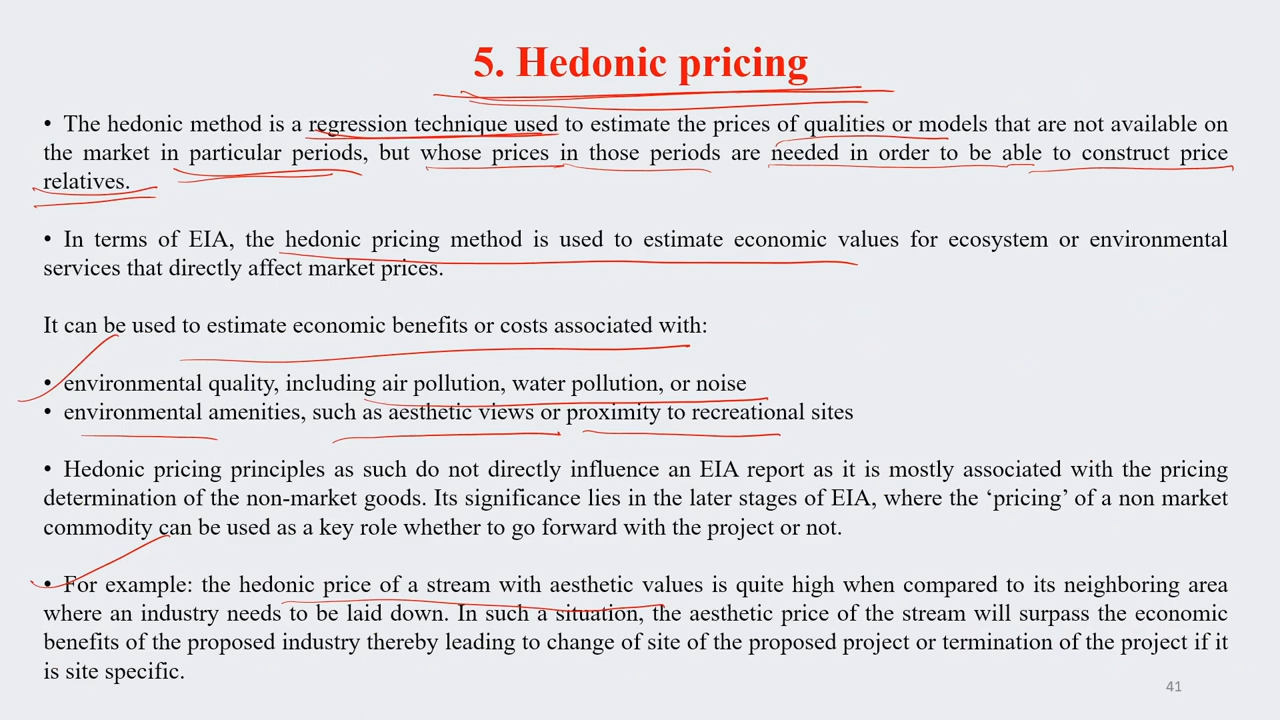 5. Hedonic pricing
• The hedonic method is a regression technique used to estimate the prices of qualities or models that are not available on
the market in particular periods, but whose prices in those periods are needed in order to be able to construct price
relatives.
• In terms of EIA, the hedonic pricing method is used to estimate economic values for ecosystem or environmental
services that directly affect market prices.
It can be used to estimate economic benefits or costs associated with:
• environmental quality, including air pollution, water pollution, or noise
• environmental amenities, such as aesthetic views or proximity to recreational sites
• Hedonic pricing principles as such do not directly influence an EIA report as it is mostly associated with the pricing
determination of the non-market goods. Its significance lies in the later stages of EIA, where the ‘pricing’ of a non market
commodity can be used as a key role whether to go forward with the project or not.
• For example: the hedonic price of a stream with aesthetic values is quite high when compared to its neighboring area
where an industry needs to be laid down. In such a situation, the aesthetic price of the stream will surpass the economic
benefits of the proposed industry thereby leading to change of site of the proposed project or termination of the project if it
is site specific.
41